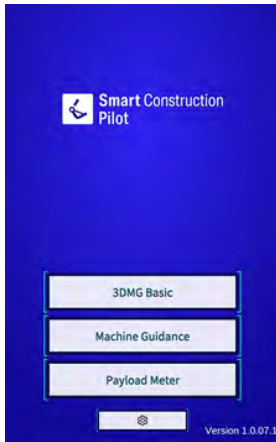 Smart Construction
Pilot
3DMG Basic
Machine Guidance
Payload Meter
Version 1.0.07.1